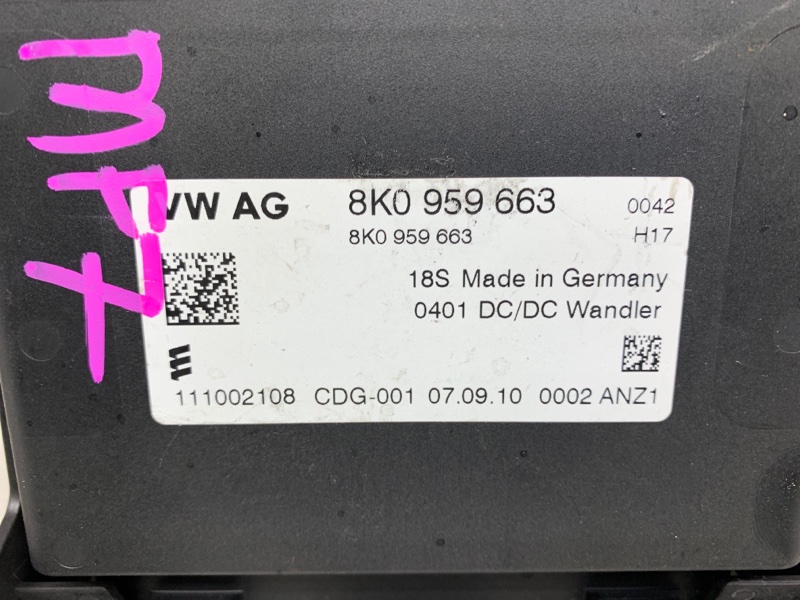 MP7
VW AG 8K0 959 663 0042
8K0 959 663 H17
18S Made in Germany
0401 DC/DC Wandler
111002108 CDG-001 07.09.10 0002 ANZ1